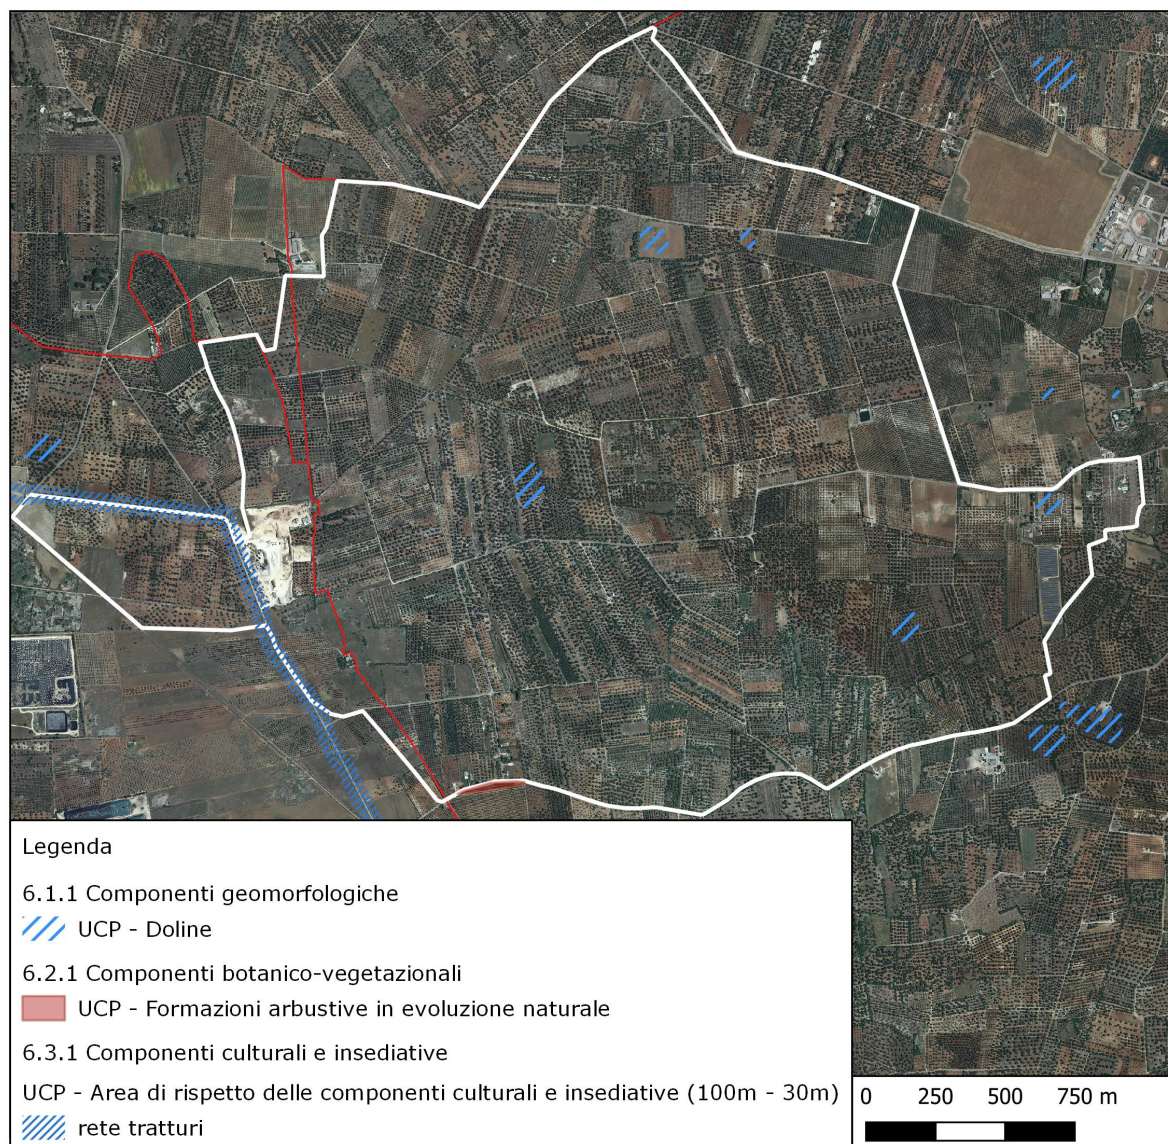 Legenda
6.1.1 Componenti geomorfologiche
UCP - Doline
6.2.1 Componenti botanico-vegetazionali
UCP - Formazioni arbustive in evoluzione naturale
6.3.1 Componenti culturali e insediative
UCP - Area di rispetto delle componenti culturali e insediative (100m - 30m)
rete tratturi
0 250 500 750 m